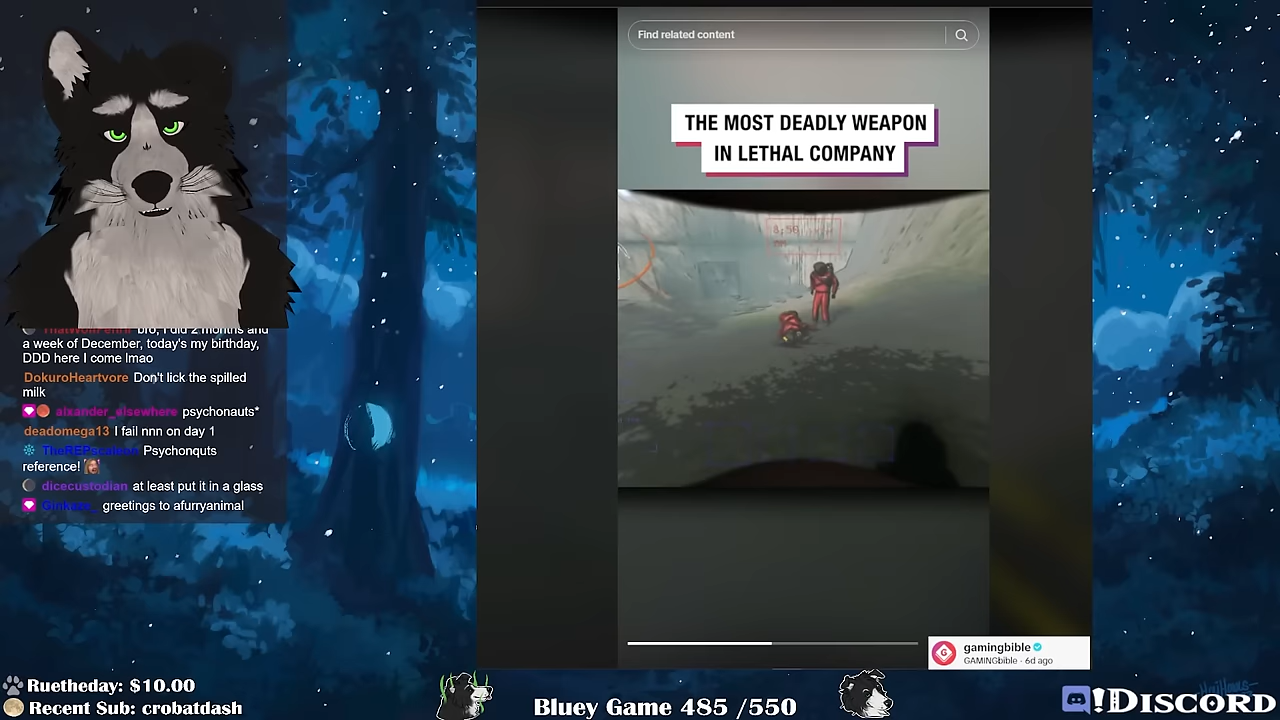 Find related content
THE MOST DEADLY WEAPON
IN LETHAL COMPANY
bro, I did 2 months and
a week of December, today's my birthday,
DDD here I come lmao
DokuroHeartvore Don't lick the spilled
milk
alxander_elsewhere psychonauts*
deadomega13 I fail nnn on day 1
Psychonquts
reference!
dicecustodian at least put it in a glass
greetings to afurryanimal
gamingbible
GAMINGbible · 6d ago
Ruetheday: $10.00
Recent Sub: crobatdash
Bluey Game 485 /550
!DISCORD